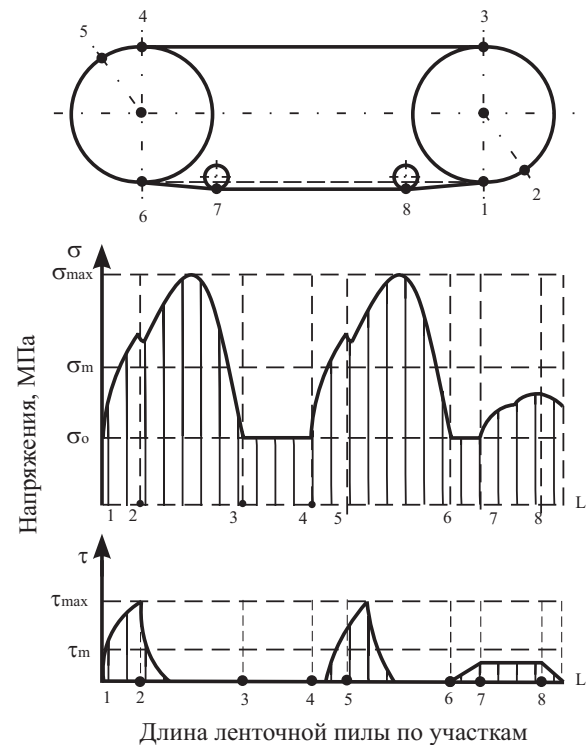 4
3
5
6
7
8
1
2
σ
σmax
σm
σo
Напряжения, МПа
1 2 3 4 5 6 7 8 L
τ
τmax
τm
1 2 3 4 5 6 7 8 L
Длина ленточной пилы по участкам